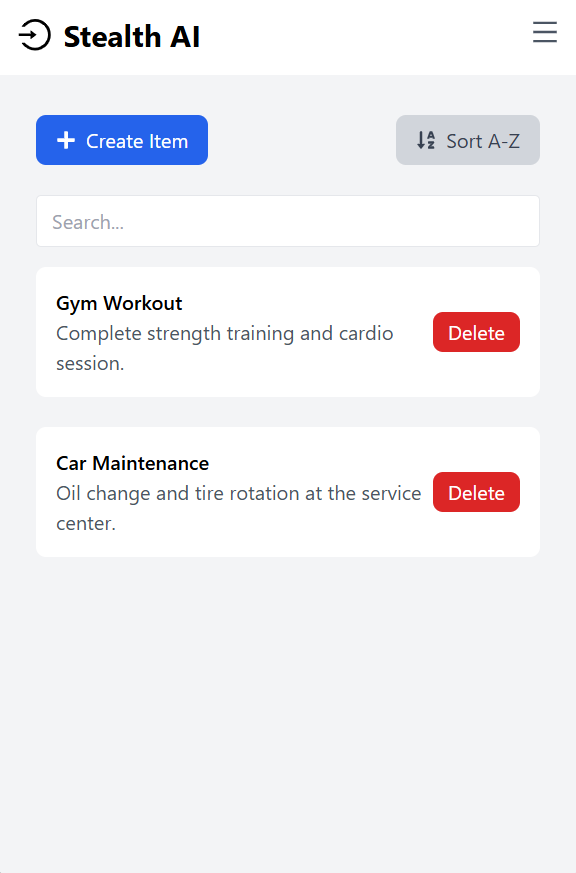 Stealth AI
Create Item
Sort A-Z
Search...
Gym Workout
Complete strength training and cardio
session.
Delete
Car Maintenance
Oil change and tire rotation at the service
center.
Delete